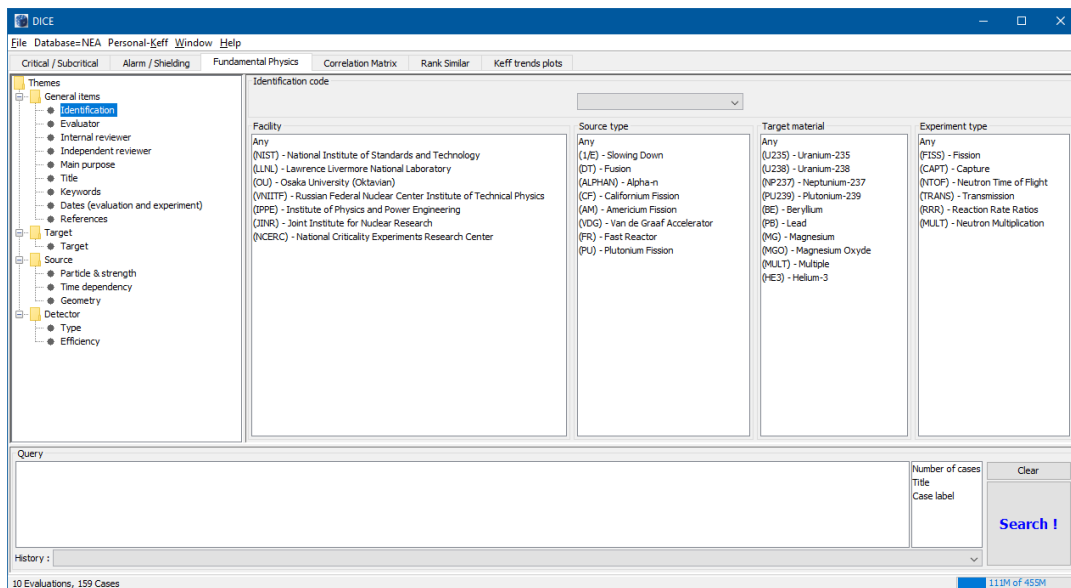 DICE
File Database=NEA Personal-Keff Window Help
Critical / Subcritical Alarm / Shielding Fundamental Physics Correlation Matrix Rank Similar Keff trends plots
Themes
General items
Identification
Evaluator
Internal reviewer
Independent reviewer
Main purpose
Title
Keywords
Dates (evaluation and experiment)
References
Target
Target
Source
Particle & strength
Time dependency
Geometry
Detector
Type
Efficiency
Identification code
Facility
Any
(NIST) - National Institute of Standards and Technology
(LLNL) - Lawrence Livermore National Laboratory
(OU) - Osaka University (Oktavian)
(VNIITF) - Russian Federal Nuclear Center Institute of Technical Physics
(IPPE) - Institute of Physics and Power Engineering
(JINR) - Joint Institute for Nuclear Research
(NCERC) - National Criticality Experiments Research Center
Source type
Any
(1/E) - Slowing Down
(DT) - Fusion
(ALPHAN) - Alpha-n
(CF) - Californium Fission
(AM) - Americium Fission
(VDG) - Van de Graaf Accelerator
(FR) - Fast Reactor
(PU) - Plutonium Fission
Target material
Any
(U235) - Uranium-235
(U238) - Uranium-238
(NP237) - Neptunium-237
(PU239) - Plutonium-239
(BE) - Beryllium
(PB) - Lead
(MG) - Magnesium
(MGO) - Magnesium Oxyde
(MULT) - Multiple
(HE3) - Helium-3
Experiment type
Any
(FISS) - Fission
(CAPT) - Capture
(NTOF) - Neutron Time of Flight
(TRANS) - Transmission
(RRR) - Reaction Rate Ratios
(MULT) - Neutron Multiplication
Query
Number of cases
Title
Case label
Clear
Search !
History :
10 Evaluations, 159 Cases
111M of 455M